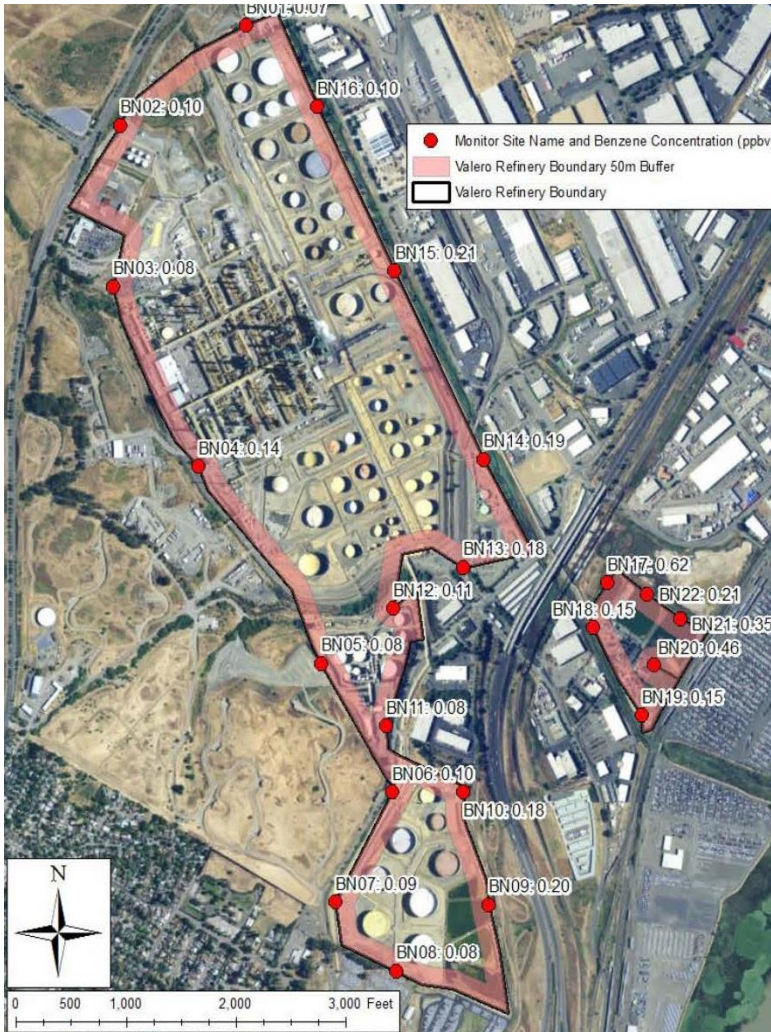 BN01: 0.07
BN16: 0.10
BN02: 0.10
Monitor Site Name and Benzene Concentration (ppbv
Valero Refinery Boundary 50m Buffer
Valero Refinery Boundary
BN15: 0.21
BN03: 0.08
BN14: 0.19
BN04: 0.14
BN13: 0.18
BN17: 0.62
BN12: 0.11
BN22: 0.21
BN18: 0.15
BN21: 0.35
BN05: 0.08
BN20: 0.46
BN19: 0.15
BN11: 0.08
BN06: 0.10
BN10: 0.18
N
BN07: 0.09
BN09: 0.20
BN08: 0.08
0 500 1,000 2,000 3,000 Feet